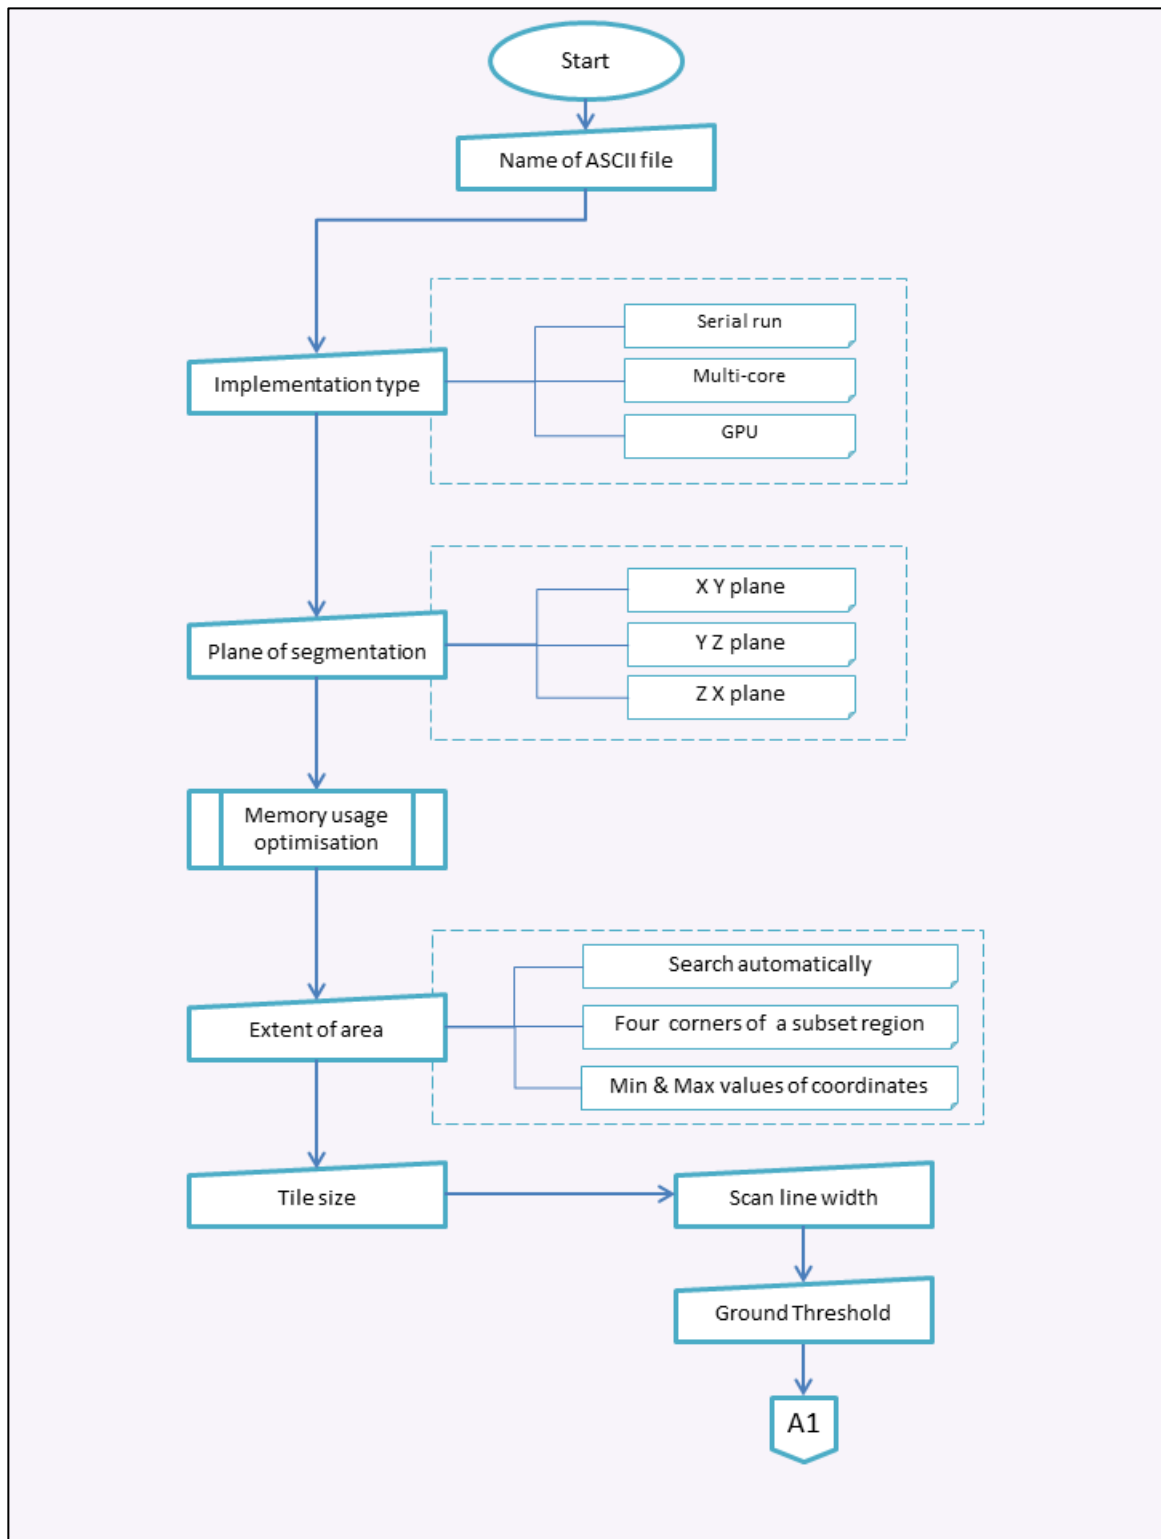 Start
Name of ASCII file
Serial run
Implementation type
Multi-core
GPU
X Y plane
Plane of segmentation
Y Z plane
Z X plane
Memory usage
optimisation
Search automatically
Extent of area
Four corners of a subset region
Min & Max values of coordinates
Tile size
Scan line width
Ground Threshold
A1